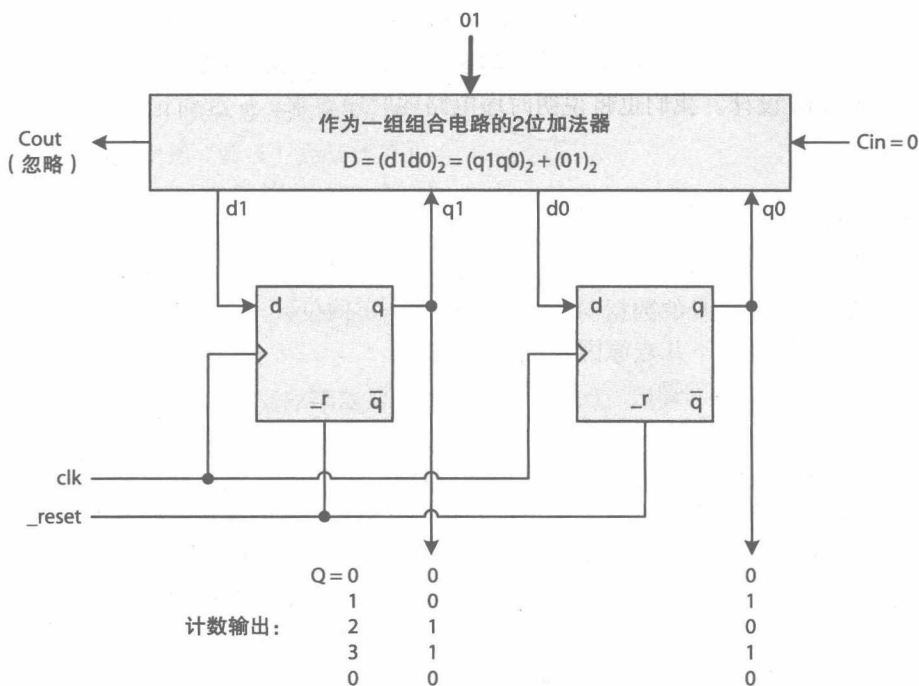 01
作为一组组合电路的2位加法器
D = (d1d0)₂ = (q1q0)₂ + (01)₂
Cout
（忽略）
Cin = 0
d1 q1 d0 q0
d q d q
_r q̅ _r q̅
clk
_reset
Q = 0 0 0
1 0 1
计数输出： 2 1 0
3 1 1
0 0 0